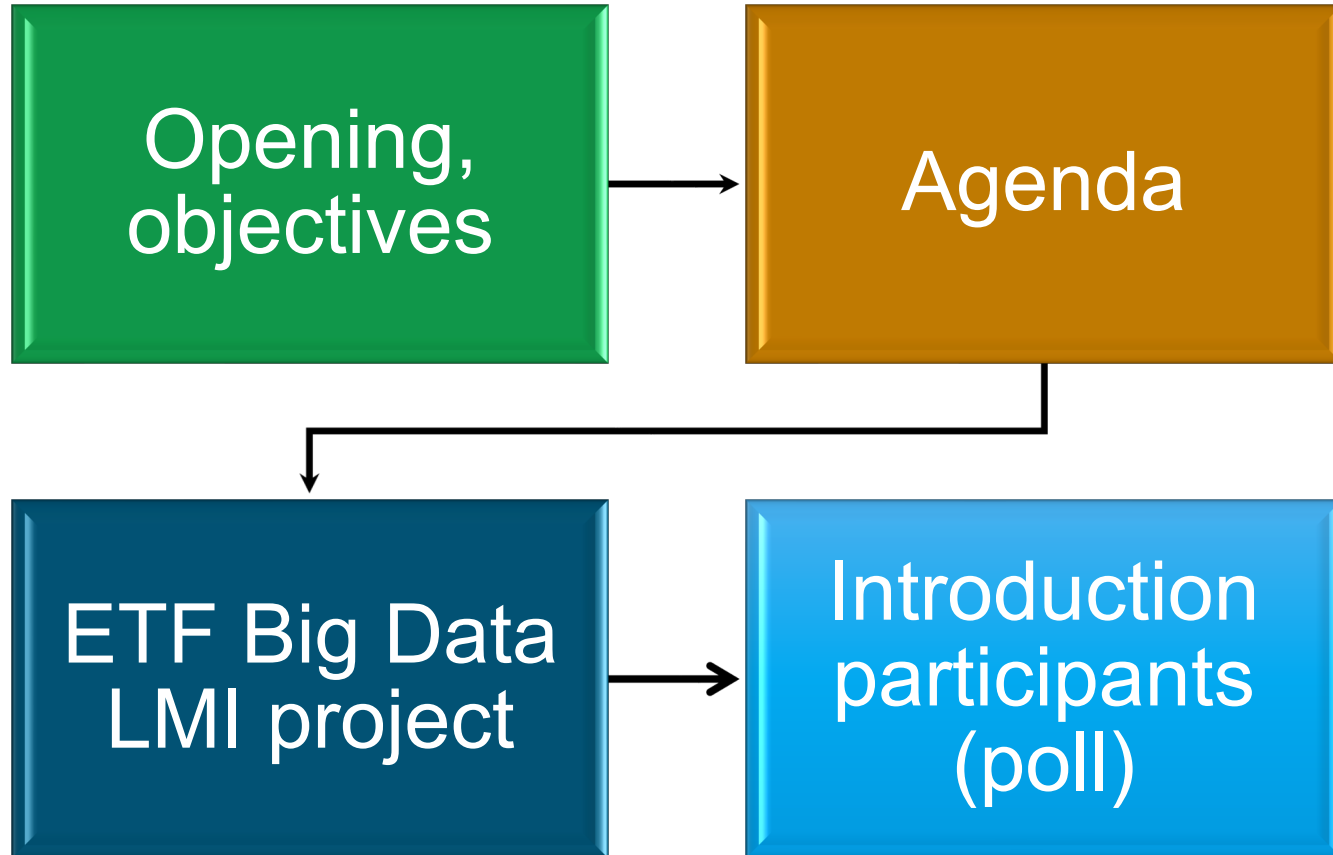 Opening,
objectives
Agenda
ETF Big Data
LMI project
Introduction
participants
(poll)